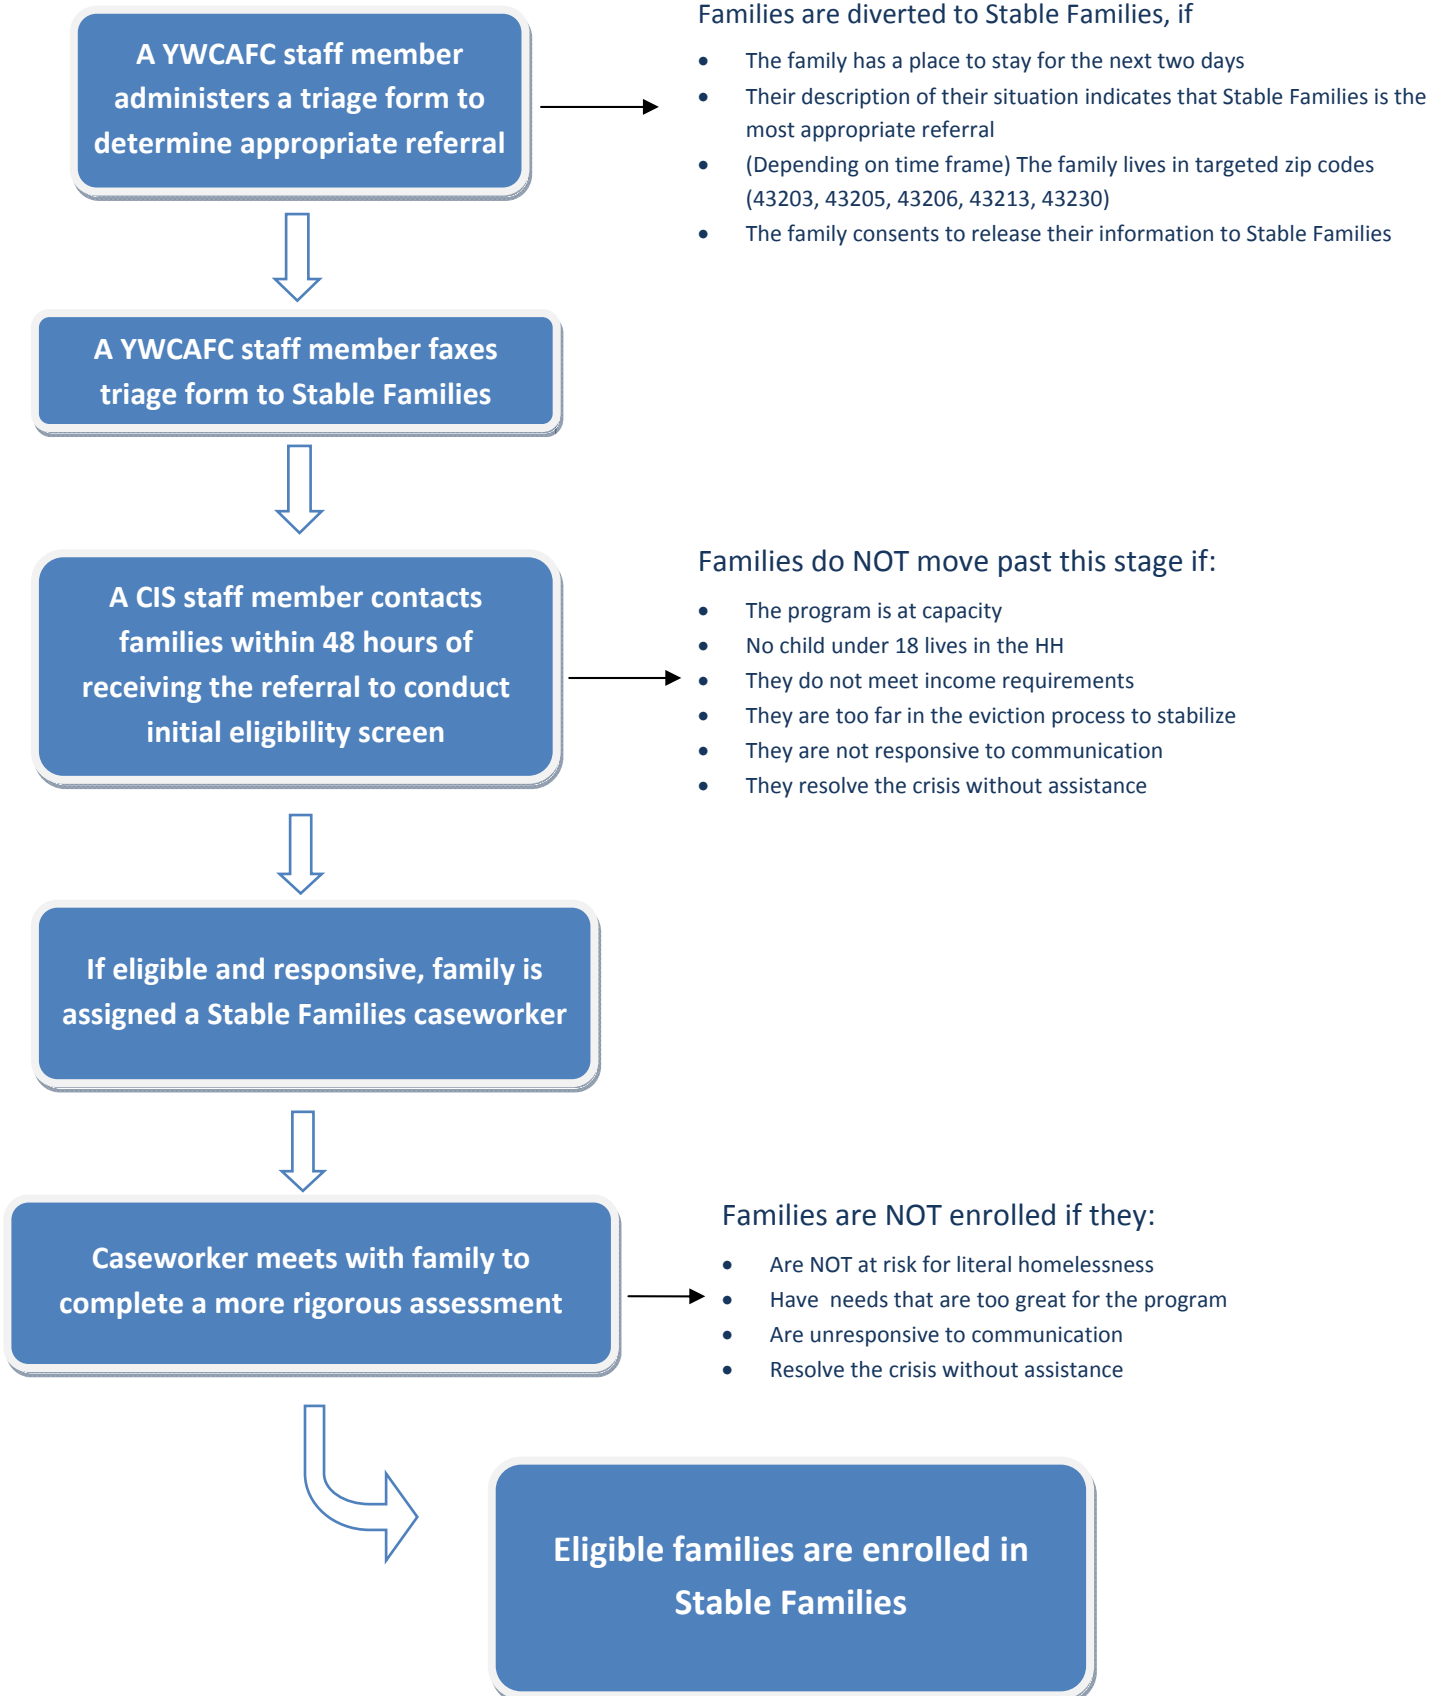 A YWCAFC staff member
administers a triage form to
determine appropriate referral
Families are diverted to Stable Families, if
• The family has a place to stay for the next two days
• Their description of their situation indicates that Stable Families is the
most appropriate referral
• (Depending on time frame) The family lives in targeted zip codes
(43203, 43205, 43206, 43213, 43230)
• The family consents to release their information to Stable Families
A YWCAFC staff member faxes
triage form to Stable Families
A CIS staff member contacts
families within 48 hours of
receiving the referral to conduct
initial eligibility screen
Families do NOT move past this stage if:
• The program is at capacity
• No child under 18 lives in the HH
• They do not meet income requirements
• They are too far in the eviction process to stabilize
• They are not responsive to communication
• They resolve the crisis without assistance
If eligible and responsive, family is
assigned a Stable Families caseworker
Caseworker meets with family to
complete a more rigorous assessment
Families are NOT enrolled if they:
• Are NOT at risk for literal homelessness
• Have  needs that are too great for the program
• Are unresponsive to communication
• Resolve the crisis without assistance
Eligible families are enrolled in
Stable Families